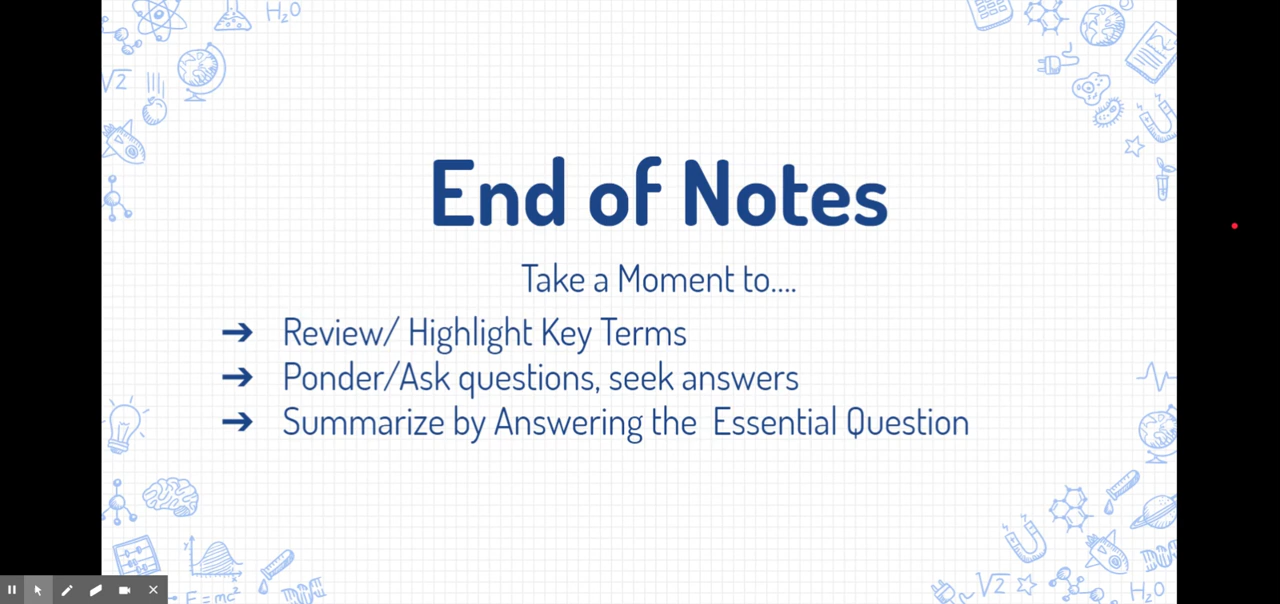 H₂O
√2
End of Notes
Take a Moment to....
➔ Review/ Highlight Key Terms
➔ Ponder/Ask questions, seek answers
➔ Summarize by Answering the  Essential Question
y
x
F=mc²
√2
H₂O